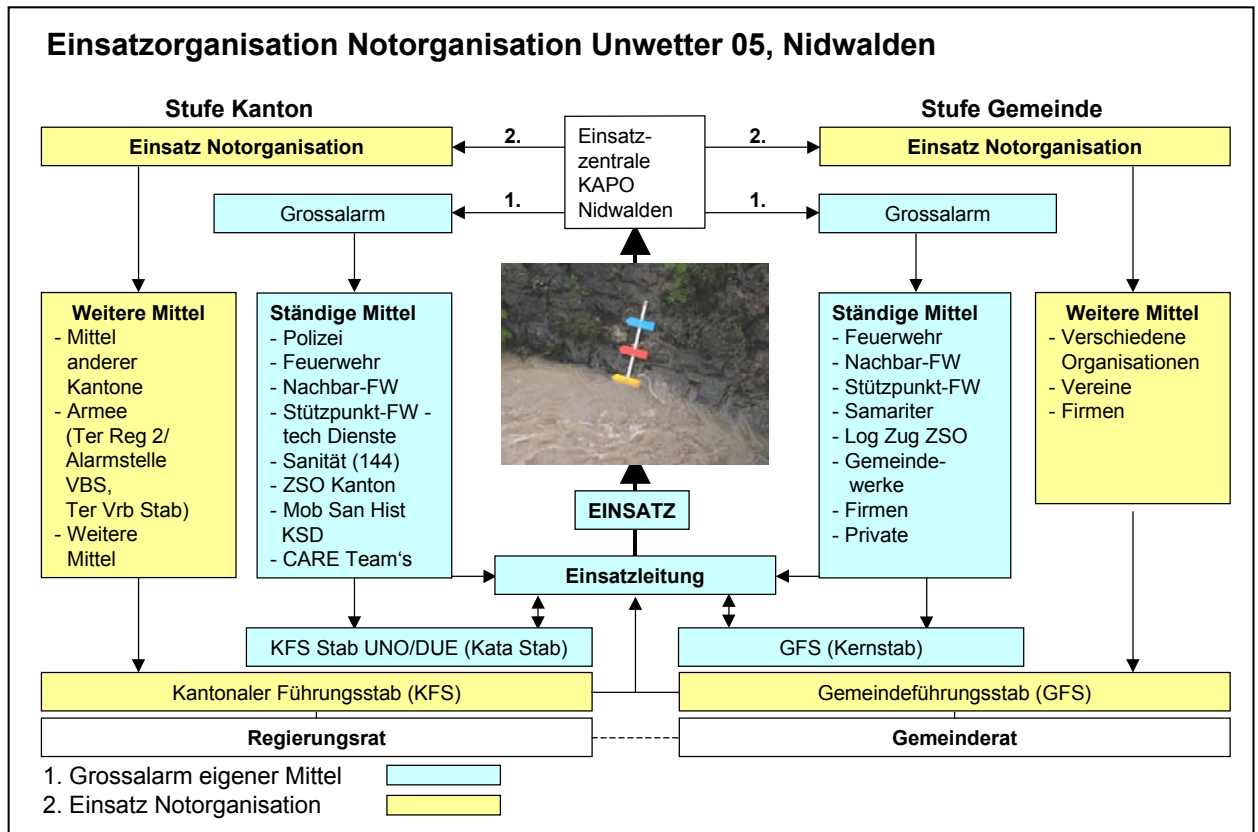 Einsatzorganisation Notorganisation Unwetter 05, Nidwalden
Stufe Kanton
Einsatz Notorganisation
2.
Einsatz-
zentrale
KAPO
Nidwalden
2.
Stufe Gemeinde
Einsatz Notorganisation
Grossalarm
1.
1.
Grossalarm
Weitere Mittel
- Mittel
anderer
Kantone
- Armee
(Ter Reg 2/
Alarmstelle
VBS,
Ter Vrb Stab)
- Weitere
Mittel
Ständige Mittel
- Polizei
- Feuerwehr
- Nachbar-FW
- Stützpunkt-FW -
tech Dienste
- Sanität (144)
- ZSO Kanton
- Mob San Hist
KSD
- CARE Team‘s
EINSATZ
Einsatzleitung
Ständige Mittel
- Feuerwehr
- Nachbar-FW
- Stützpunkt-FW
- Samariter
- Log Zug ZSO
- Gemeinde-
werke
- Firmen
- Private
Weitere Mittel
- Verschiedene
Organisationen
- Vereine
- Firmen
KFS Stab UNO/DUE (Kata Stab)
GFS (Kernstab)
Kantonaler Führungsstab (KFS)
Gemeindeführungsstab (GFS)
Regierungsrat
Gemeinderat
1. Grossalarm eigener Mittel
2. Einsatz Notorganisation